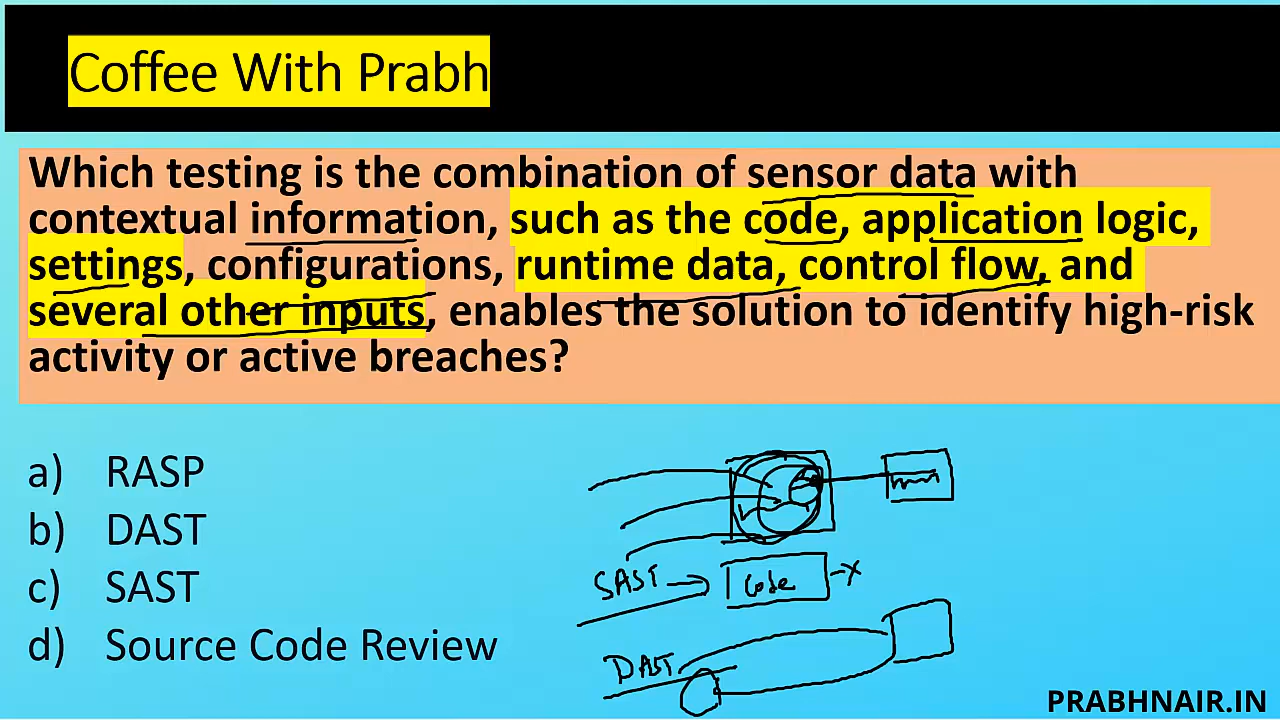 Coffee With Prabh
Which testing is the combination of sensor data with
contextual information, such as the code, application logic,
settings, configurations, runtime data, control flow, and
several other inputs, enables the solution to identify high-risk
activity or active breaches?
a) RASP
b) DAST
c) SAST
d) Source Code Review
SAST
Code
DAST
PRABHNAIR.IN